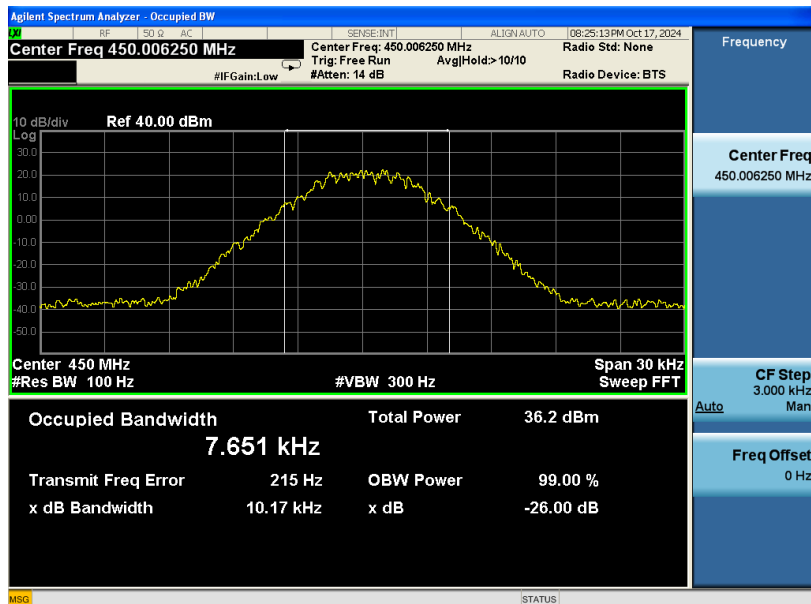 Agilent Spectrum Analyzer - Occupied BW
LXI RF 50 Ω AC SENSE:INT ALIGN AUTO 08:25:13 PM Oct 17, 2024
Center Freq 450.006250 MHz
Center Freq: 450.006250 MHz
Radio Std: None
Trig: Free Run Avg|Hold:> 10/10
#IFGain:Low
#Atten: 14 dB
Radio Device: BTS
10 dB/div Ref 40.00 dBm
Log
30.0
20.0
10.0
0.00
-10.0
-20.0
-30.0
-40.0
-50.0
Center 450 MHz Span 30 kHz
#Res BW 100 Hz #VBW 300 Hz Sweep FFT
Occupied Bandwidth Total Power 36.2 dBm
7.651 kHz
Transmit Freq Error 215 Hz OBW Power 99.00 %
x dB Bandwidth 10.17 kHz x dB -26.00 dB
Frequency
Center Freq
450.006250 MHz
CF Step
3.000 kHz
Auto Man
Freq Offset
0 Hz
MSG STATUS